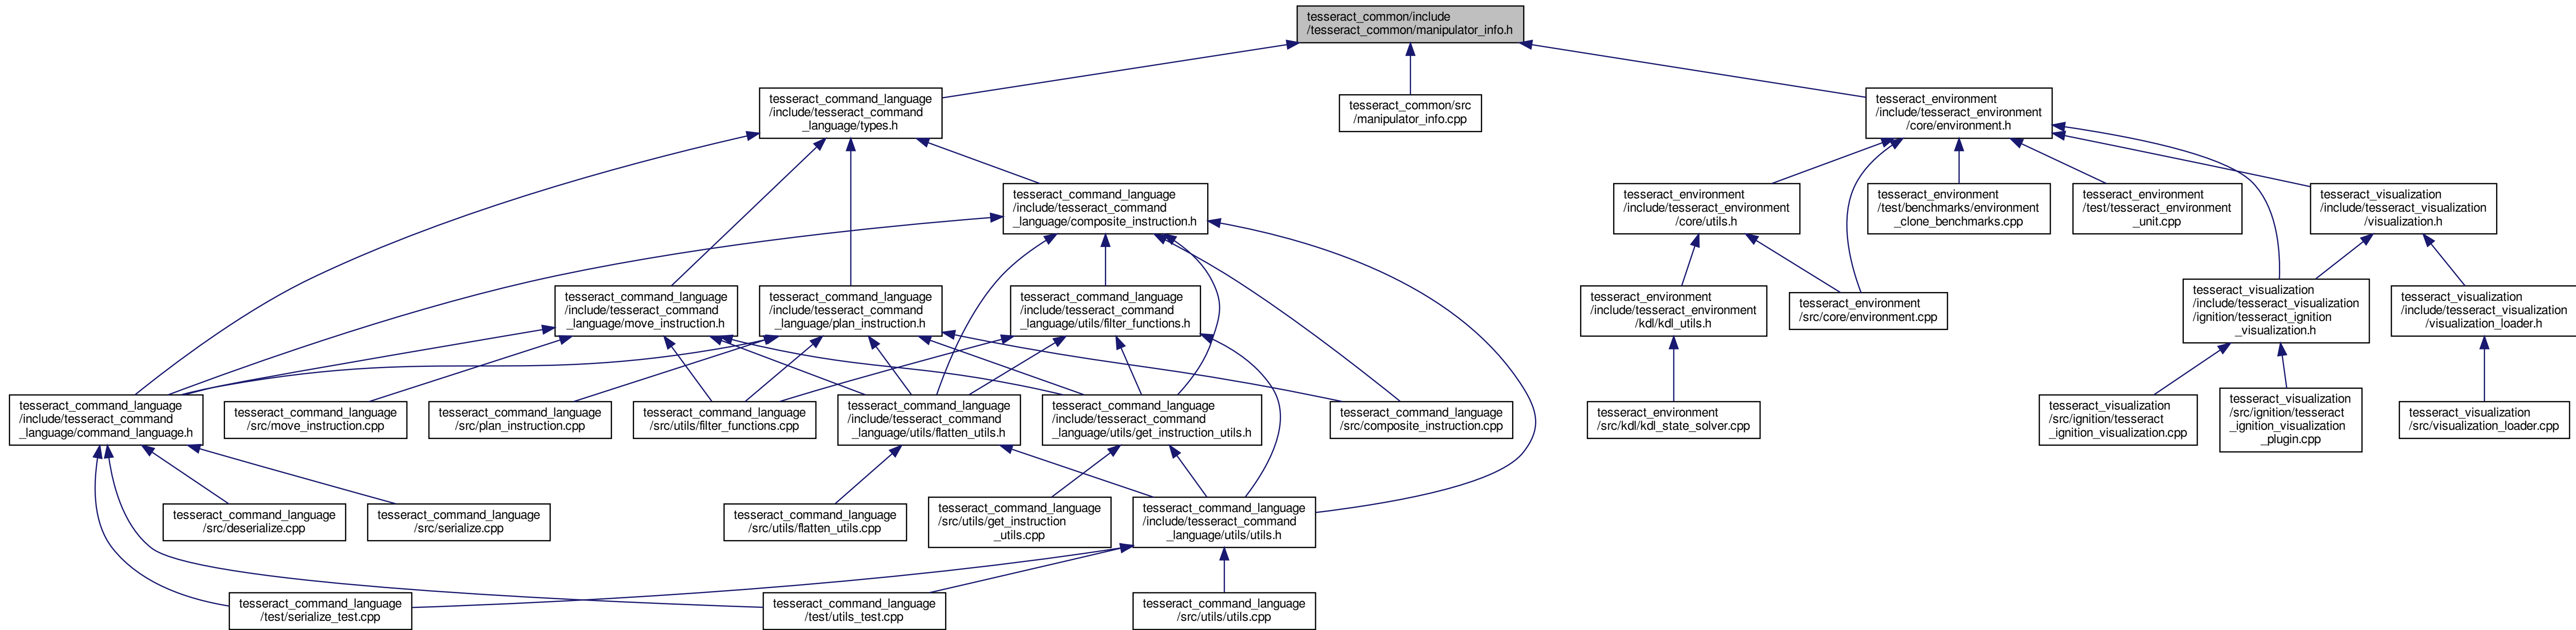 tesseract_common/include
/tesseract_common/manipulator_info.h
tesseract_command_language
/include/tesseract_command
_language/types.h
tesseract_common/src
/manipulator_info.cpp
tesseract_environment
/include/tesseract_environment
/core/environment.h
tesseract_command_language
/include/tesseract_command
_language/composite_instruction.h
tesseract_environment
/include/tesseract_environment
/core/utils.h
tesseract_environment
/test/benchmarks/environment
_clone_benchmarks.cpp
tesseract_environment
/test/tesseract_environment
_unit.cpp
tesseract_visualization
/include/tesseract_visualization
/visualization.h
tesseract_command_language
/include/tesseract_command
_language/move_instruction.h
tesseract_command_language
/include/tesseract_command
_language/plan_instruction.h
tesseract_command_language
/include/tesseract_command
_language/utils/filter_functions.h
tesseract_environment
/include/tesseract_environment
/kdl/kdl_utils.h
tesseract_environment
/src/core/environment.cpp
tesseract_visualization
/include/tesseract_visualization
/ignition/tesseract_ignition
_visualization.h
tesseract_visualization
/include/tesseract_visualization
/visualization_loader.h
tesseract_command_language
/include/tesseract_command
_language/command_language.h
tesseract_command_language
/src/move_instruction.cpp
tesseract_command_language
/src/plan_instruction.cpp
tesseract_command_language
/src/utils/filter_functions.cpp
tesseract_command_language
/include/tesseract_command
_language/utils/flatten_utils.h
tesseract_command_language
/include/tesseract_command
_language/utils/get_instruction_utils.h
tesseract_command_language
/src/composite_instruction.cpp
tesseract_environment
/src/kdl/kdl_state_solver.cpp
tesseract_visualization
/src/ignition/tesseract
_ignition_visualization.cpp
tesseract_visualization
/src/ignition/tesseract
_ignition_visualization
_plugin.cpp
tesseract_visualization
/src/visualization_loader.cpp
tesseract_command_language
/src/deserialize.cpp
tesseract_command_language
/src/serialize.cpp
tesseract_command_language
/src/utils/flatten_utils.cpp
tesseract_command_language
/src/utils/get_instruction
_utils.cpp
tesseract_command_language
/include/tesseract_command
_language/utils/utils.h
tesseract_command_language
/test/serialize_test.cpp
tesseract_command_language
/test/utils_test.cpp
tesseract_command_language
/src/utils/utils.cpp